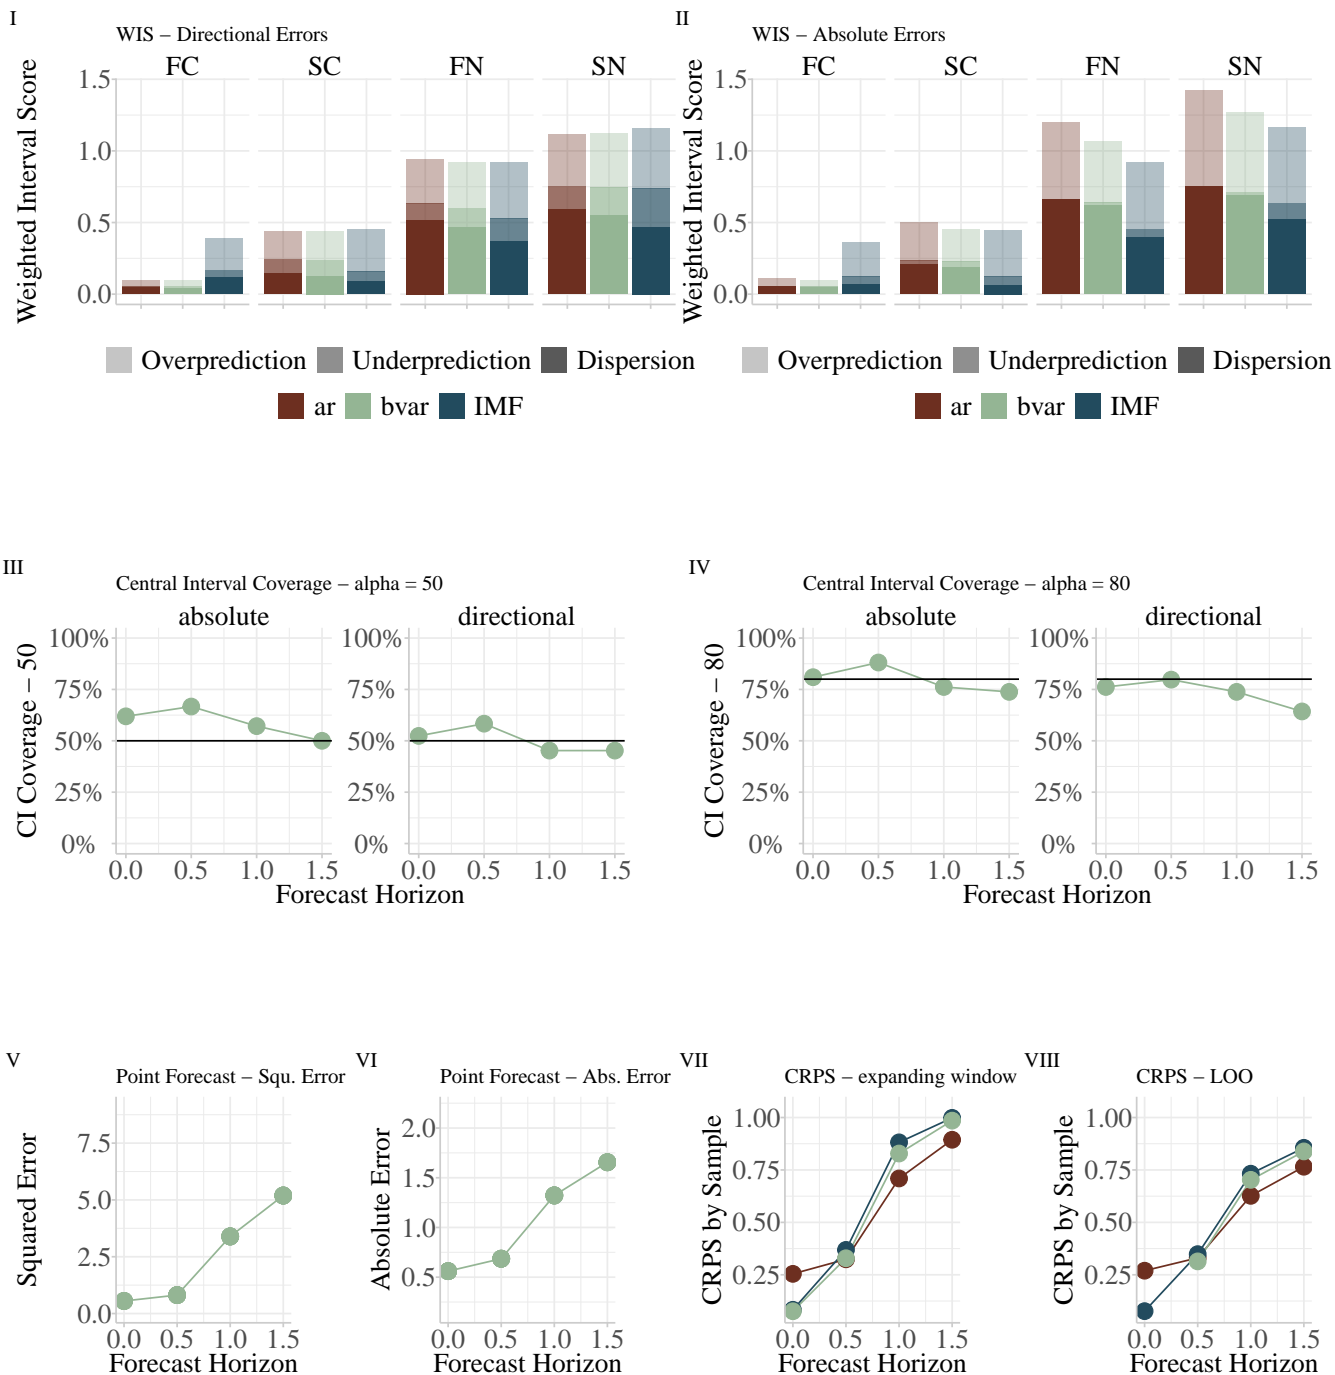 I
WIS – Directional Errors
FC SC FN SN
Weighted Interval Score
1.5
1.0
0.5
0.0
Overprediction Underprediction Dispersion
ar bvar IMF
II
WIS – Absolute Errors
FC SC FN SN
Weighted Interval Score
1.5
1.0
0.5
0.0
Overprediction Underprediction Dispersion
ar bvar IMF
III
Central Interval Coverage – alpha = 50
absolute directional
CI Coverage – 50
100% 100%
75% 75%
50% 50%
25% 25%
0% 0%
0.0 0.5 1.0 1.5 0.0 0.5 1.0 1.5
Forecast Horizon
IV
Central Interval Coverage – alpha = 80
absolute directional
CI Coverage – 80
100% 100%
75% 75%
50% 50%
25% 25%
0% 0%
0.0 0.5 1.0 1.5 0.0 0.5 1.0 1.5
Forecast Horizon
V
Point Forecast – Squ. Error
Squared Error
7.5
5.0
2.5
0.0
0.0 0.5 1.0 1.5
Forecast Horizon
VI
Point Forecast – Abs. Error
Absolute Error
2.0
1.5
1.0
0.5
0.0 0.5 1.0 1.5
Forecast Horizon
VII
CRPS – expanding window
CRPS by Sample
1.00
0.75
0.50
0.25
0.0 0.5 1.0 1.5
Forecast Horizon
VIII
CRPS – LOO
CRPS by Sample
1.00
0.75
0.50
0.25
0.0 0.5 1.0 1.5
Forecast Horizon